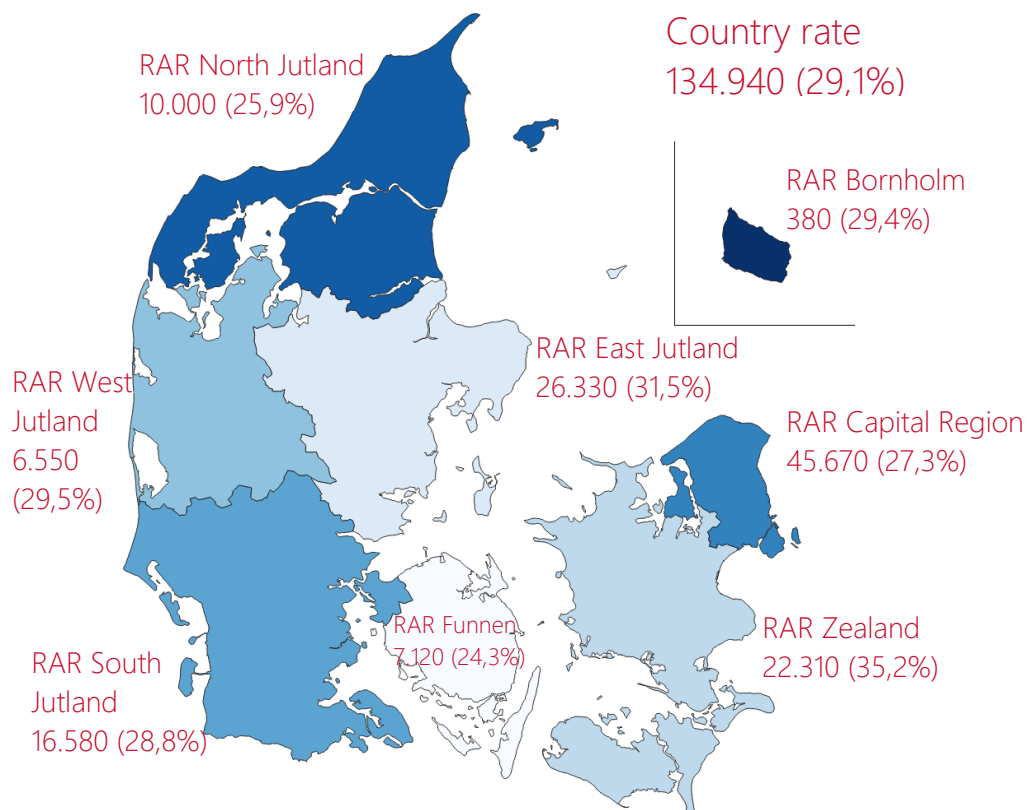 Country rate
134.940 (29,1%)
RAR North Jutland
10.000 (25,9%)
RAR Bornholm
380 (29,4%)
RAR East Jutland
26.330 (31,5%)
RAR West
Jutland
6.550
(29,5%)
RAR Capital Region
45.670 (27,3%)
RAR Funnen
7.120 (24,3%)
RAR Zealand
22.310 (35,2%)
RAR South
Jutland
16.580 (28,8%)